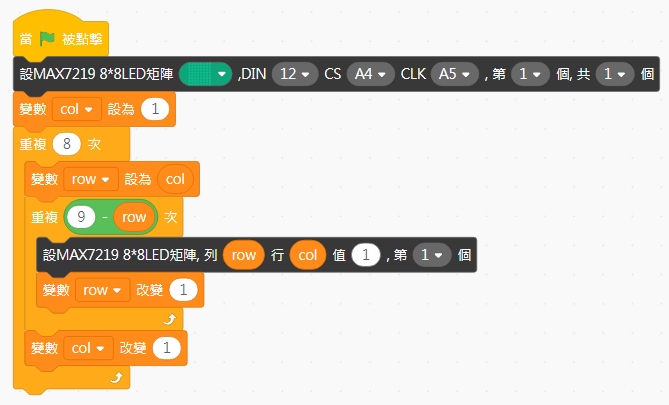 當 被點擊
設MAX7219 8*8LED矩陣 ,DIN 12 CS A4 CLK A5 , 第 1 個, 共 1 個
變數 col 設為 1
重複 8 次
變數 row 設為 col
重複 9 - row 次
設MAX7219 8*8LED矩陣, 列 row 行 col 值 1 , 第 1 個
變數 row 改變 1
變數 col 改變 1